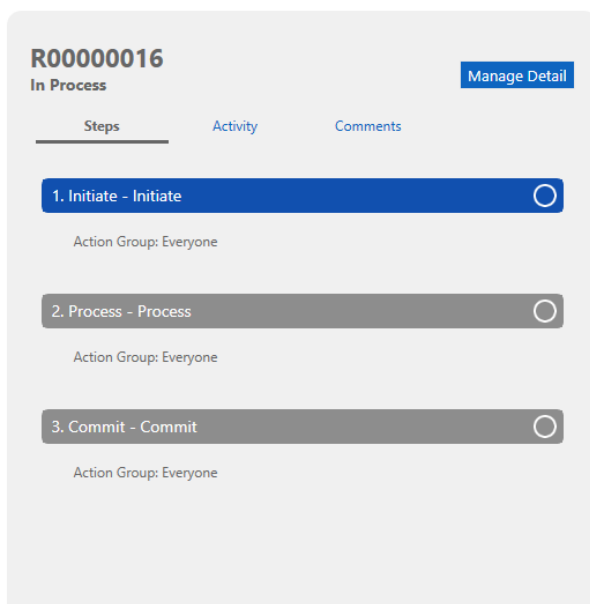 R00000016
In Process
Manage Detail
Steps Activity Comments
1. Initiate - Initiate
Action Group: Everyone
2. Process - Process
Action Group: Everyone
3. Commit - Commit
Action Group: Everyone